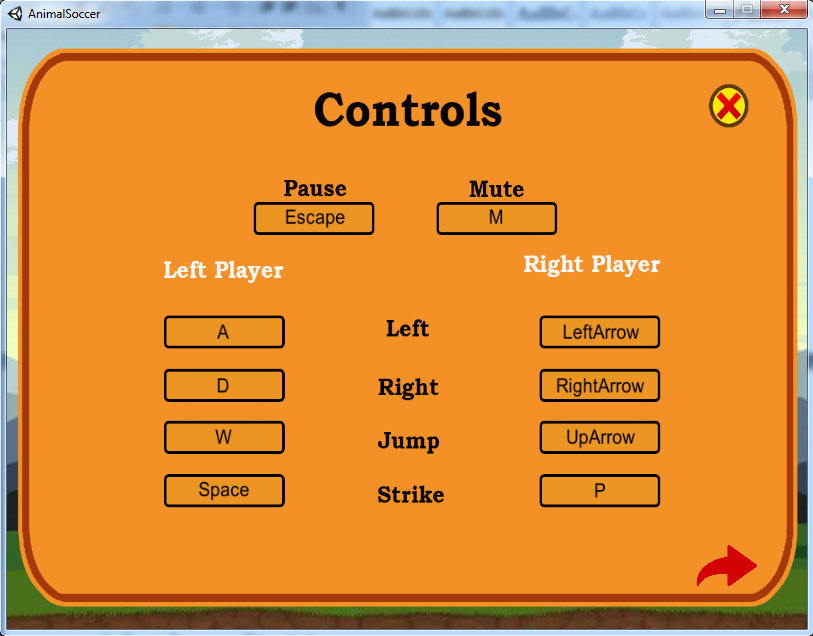 AnimalSoccer
Controls
Pause Mute
Escape M
Left Player Right Player
A Left LeftArrow
D Right RightArrow
W Jump UpArrow
Space Strike P